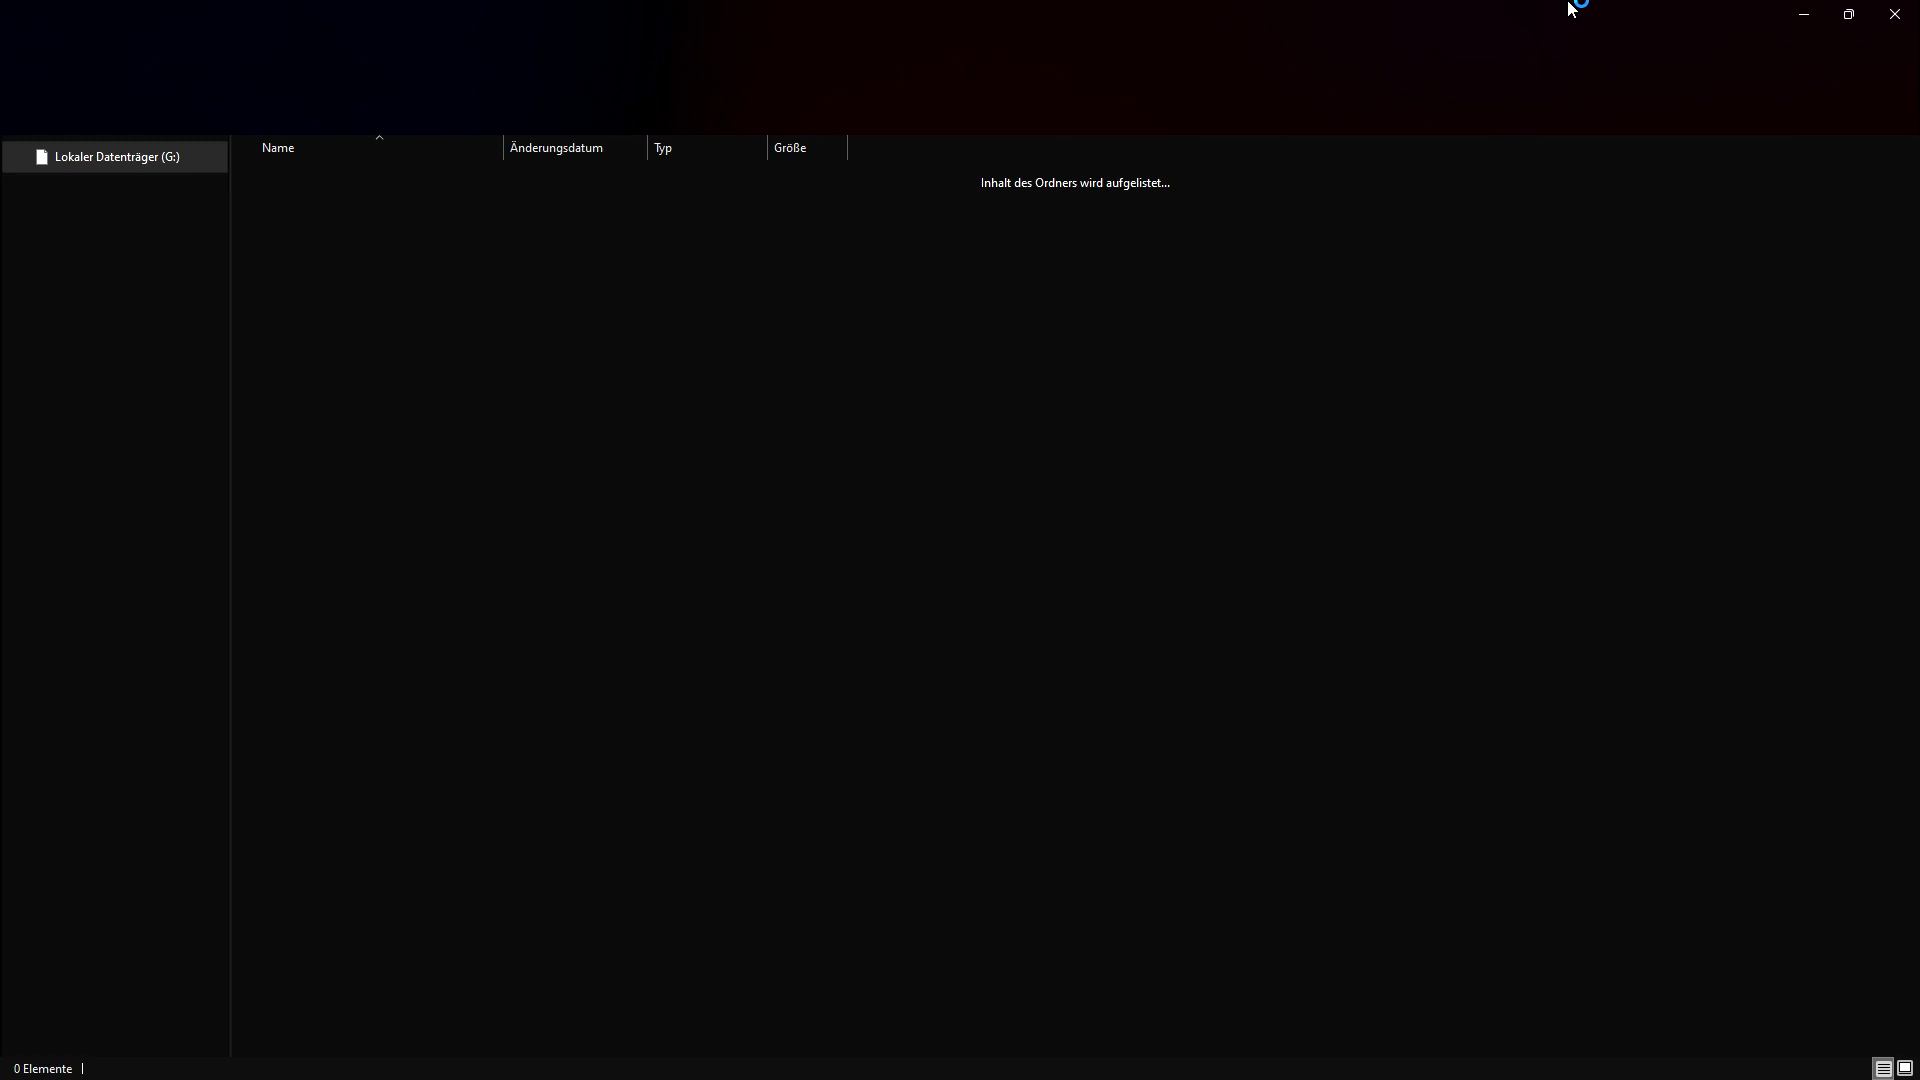 Lokaler Datenträger (G:)
Name
Änderungsdatum
Typ
Größe
Inhalt des Ordners wird aufgelistet...
0 Elemente